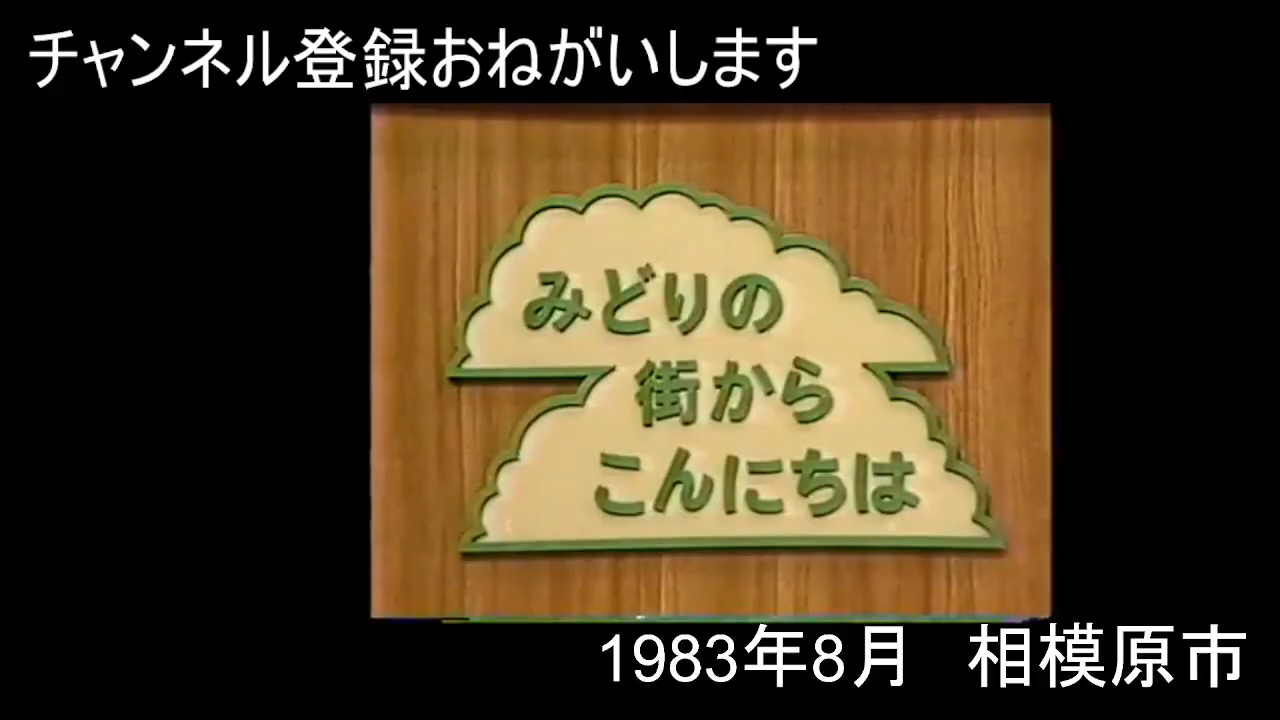 チャンネル登録おねがいします
みどりの
街から
こんにちは
1983年8月　相模原市